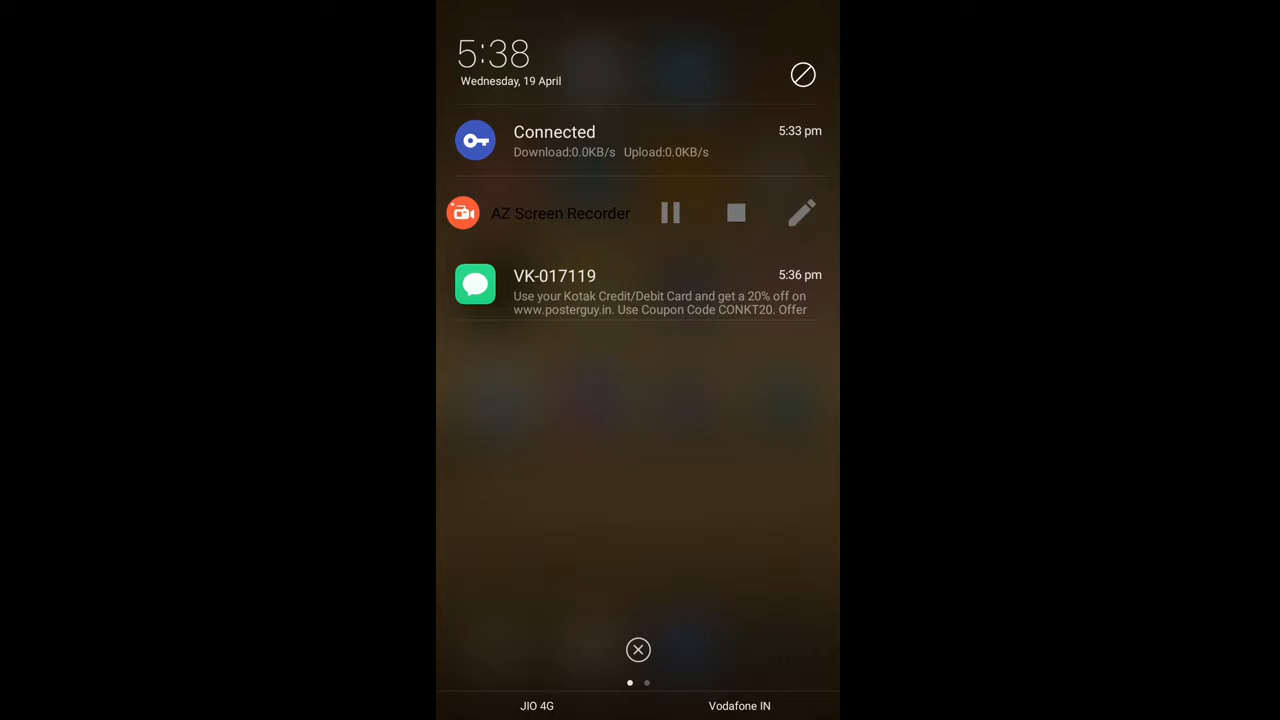 5:38
Wednesday, 19 April
Connected
5:33 pm
Download:0.0KB/s Upload:0.0KB/s
AZ Screen Recorder
VK-017119
5:36 pm
Use your Kotak Credit/Debit Card and get a 20% off on
www.posterguy.in. Use Coupon Code CONKT20. Offer
JIO 4G
Vodafone IN